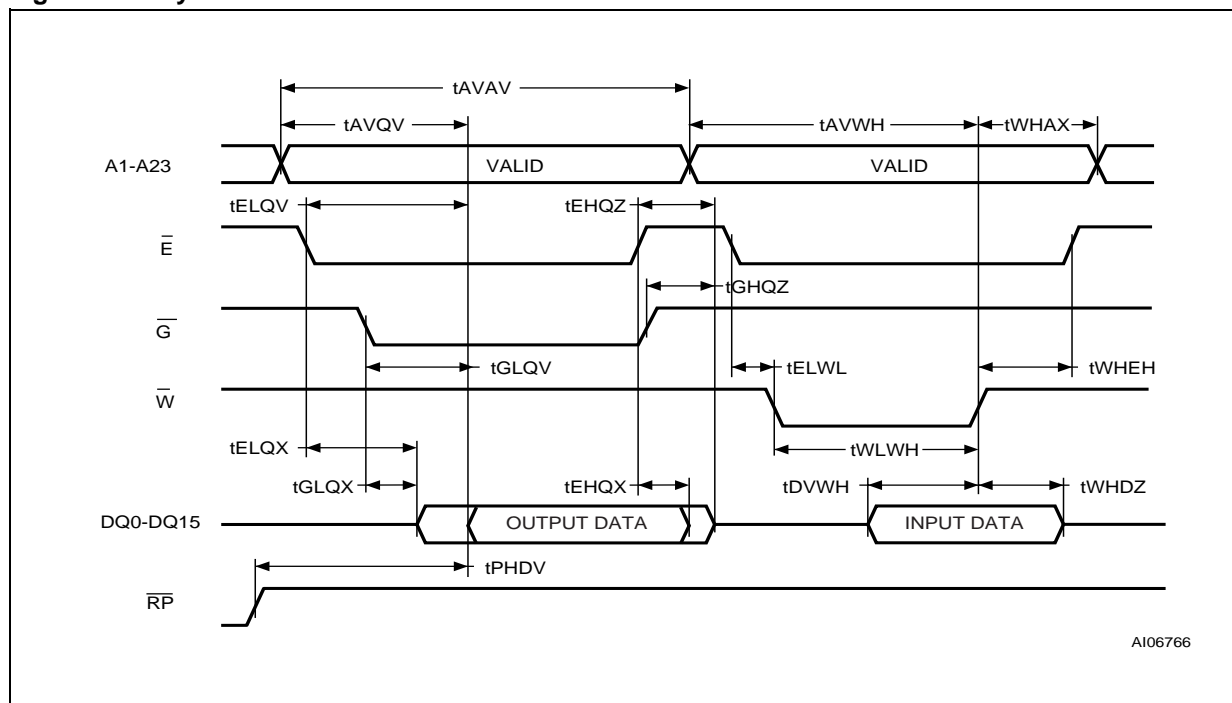 tAVAV
tAVQV tAVWH tWHAX
A1-A23 VALID VALID
tELQV tEHQZ
E
tGHQZ
G
tGLQV tELWL tWHEH
W
tELQX tWLWH
tGLQX tEHQX tDVWH tWHDZ
DQ0-DQ15 OUTPUT DATA INPUT DATA
tPHDV
RP
AI06766